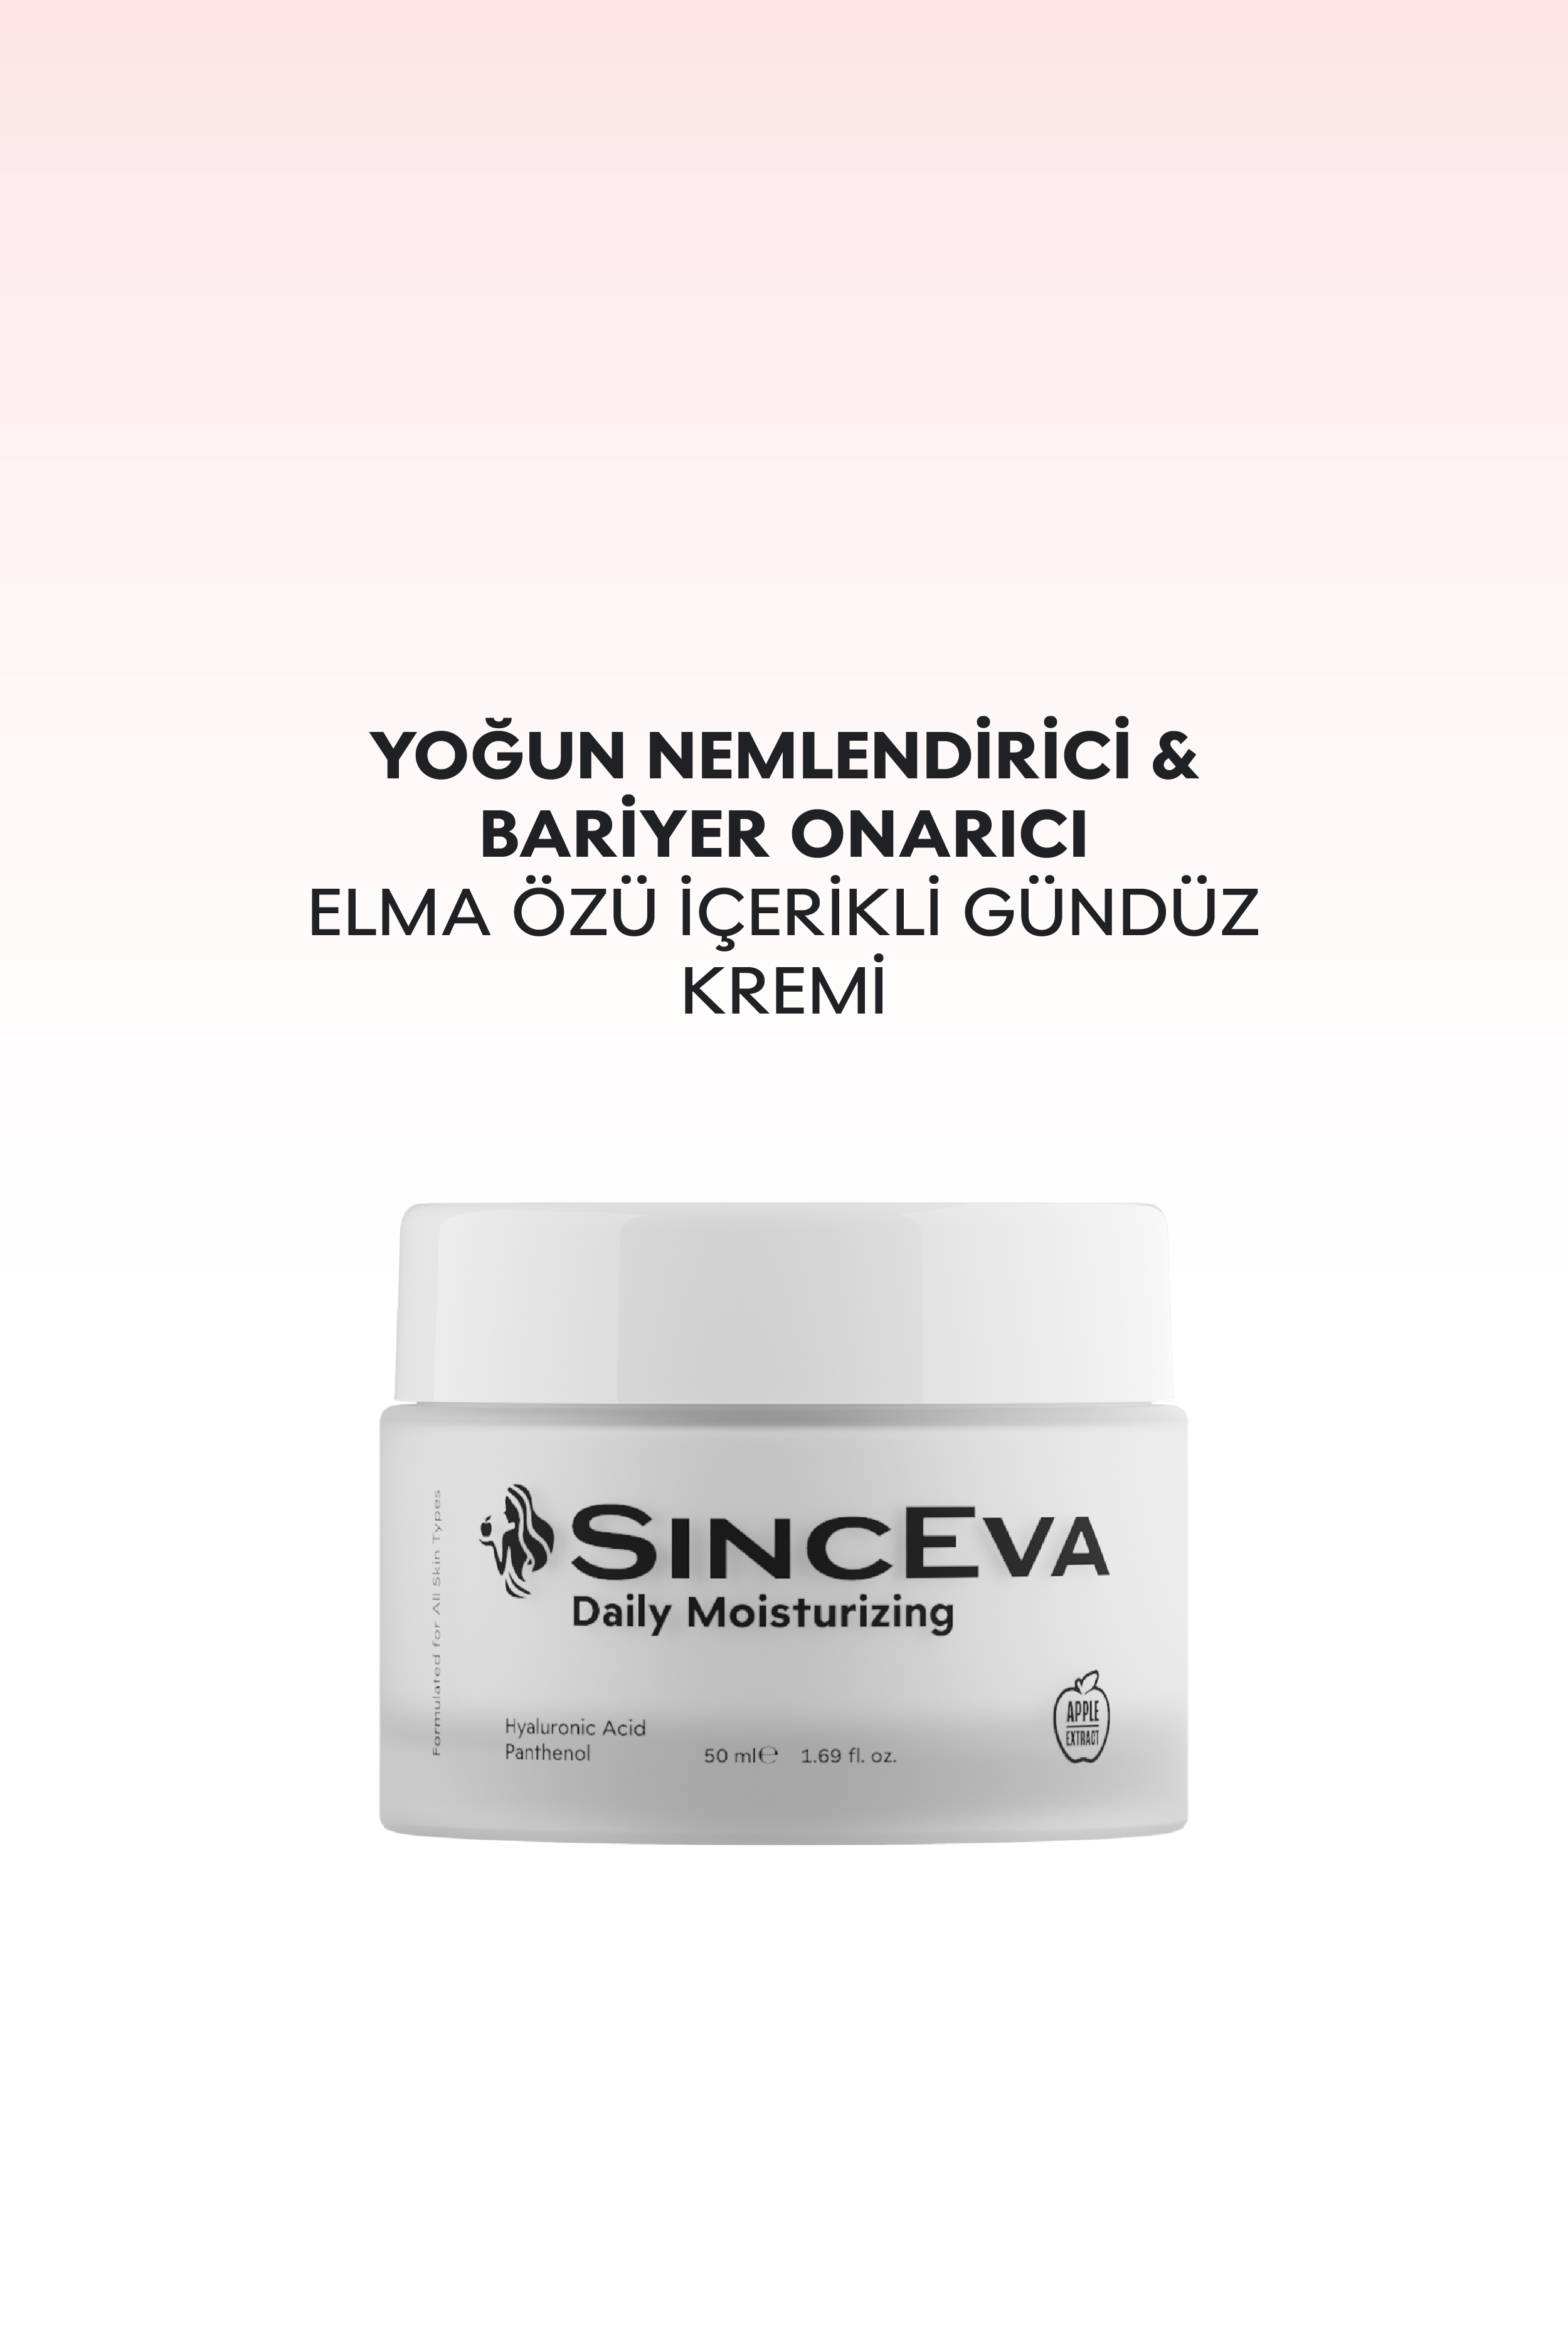 YOĞUN NEMLENDİRİCİ &
BARİYER ONARICI
ELMA ÖZÜ İÇERİKLİ GÜNDÜZ
KREMİ
SINCEVA
Daily Moisturizing
Formulated for All Skin Types
Hyaluronic Acid
Panthenol
50 ml℮ 1.69 fl. oz.
APPLE
EXTRACT